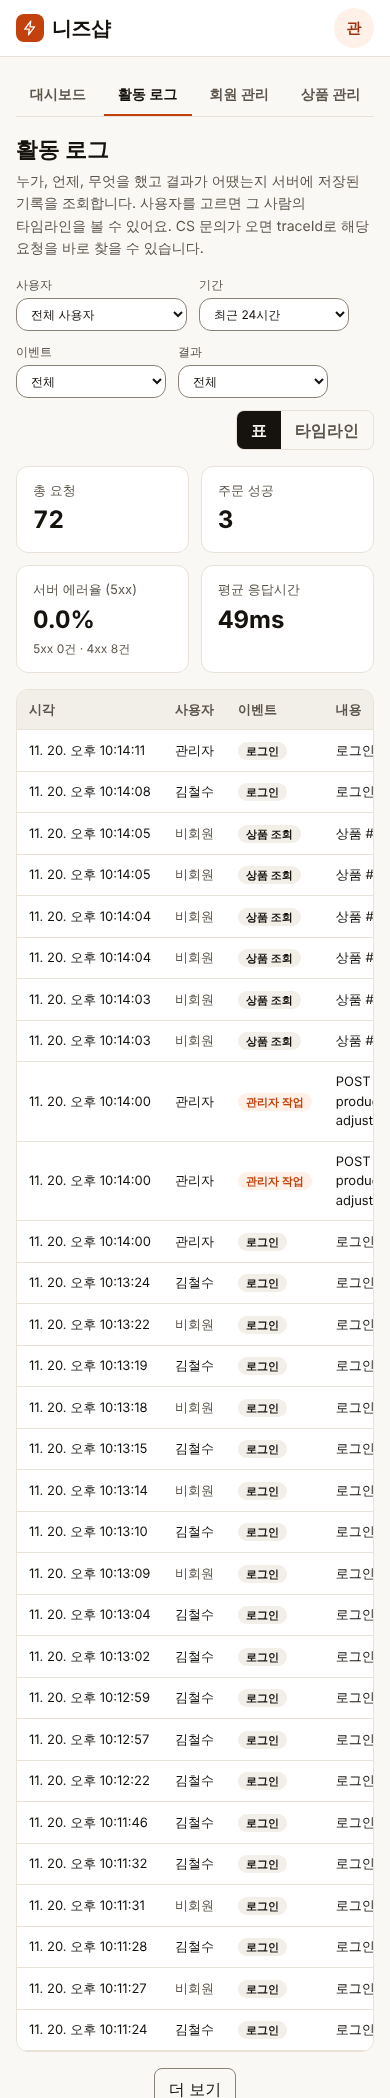 니즈샵
관
대시보드 활동 로그 회원 관리 상품 관리
활동 로그
누가, 언제, 무엇을 했고 결과가 어땠는지 서버에 저장된
기록을 조회합니다. 사용자를 고르면 그 사람의
타임라인을 볼 수 있어요. CS 문의가 오면 traceId로 해당
요청을 바로 찾을 수 있습니다.
사용자 기간
전체 사용자 최근 24시간
이벤트 결과
전체 전체
표 타임라인
총 요청
72
주문 성공
3
서버 에러율 (5xx)
0.0%
5xx 0건 · 4xx 8건
평균 응답시간
49ms
시각 사용자 이벤트 내용
11. 20. 오후 10:14:11 관리자 로그인 로그인
11. 20. 오후 10:14:08 김철수 로그인 로그인
11. 20. 오후 10:14:05 비회원 상품 조회 상품 #
11. 20. 오후 10:14:05 비회원 상품 조회 상품 #
11. 20. 오후 10:14:04 비회원 상품 조회 상품 #
11. 20. 오후 10:14:04 비회원 상품 조회 상품 #
11. 20. 오후 10:14:03 비회원 상품 조회 상품 #
11. 20. 오후 10:14:03 비회원 상품 조회 상품 #
11. 20. 오후 10:14:00 관리자 관리자 작업 POST
produc
adjust
11. 20. 오후 10:14:00 관리자 관리자 작업 POST
produc
adjust
11. 20. 오후 10:14:00 관리자 로그인 로그인
11. 20. 오후 10:13:24 김철수 로그인 로그인
11. 20. 오후 10:13:22 비회원 로그인 로그인
11. 20. 오후 10:13:19 김철수 로그인 로그인
11. 20. 오후 10:13:18 비회원 로그인 로그인
11. 20. 오후 10:13:15 김철수 로그인 로그인
11. 20. 오후 10:13:14 비회원 로그인 로그인
11. 20. 오후 10:13:10 김철수 로그인 로그인
11. 20. 오후 10:13:09 비회원 로그인 로그인
11. 20. 오후 10:13:04 김철수 로그인 로그인
11. 20. 오후 10:13:02 김철수 로그인 로그인
11. 20. 오후 10:12:59 김철수 로그인 로그인
11. 20. 오후 10:12:57 김철수 로그인 로그인
11. 20. 오후 10:12:22 김철수 로그인 로그인
11. 20. 오후 10:11:46 김철수 로그인 로그인
11. 20. 오후 10:11:32 김철수 로그인 로그인
11. 20. 오후 10:11:31 비회원 로그인 로그인
11. 20. 오후 10:11:28 김철수 로그인 로그인
11. 20. 오후 10:11:27 비회원 로그인 로그인
11. 20. 오후 10:11:24 김철수 로그인 로그인
더 보기